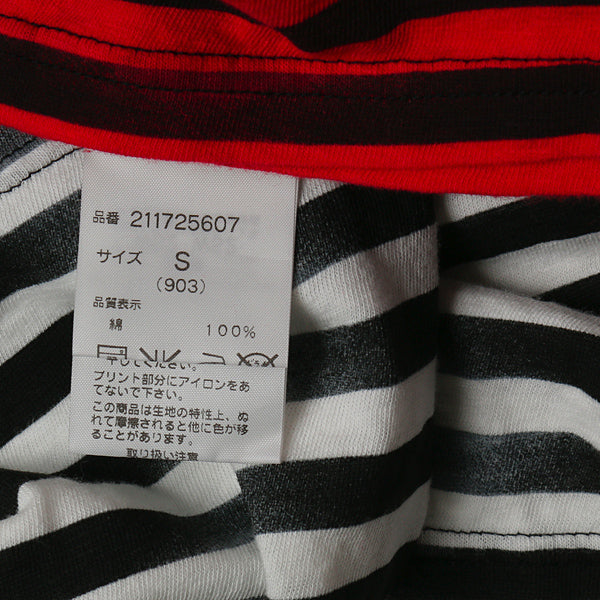 品番 211725607
サイズ S
(903)
品質表示
綿 100%
プリント部分にアイロンをあ
てないで下さい。
この商品は生地の特性上、ぬ
れて摩擦されると他に色が移
ることがあります。
取り扱い注意